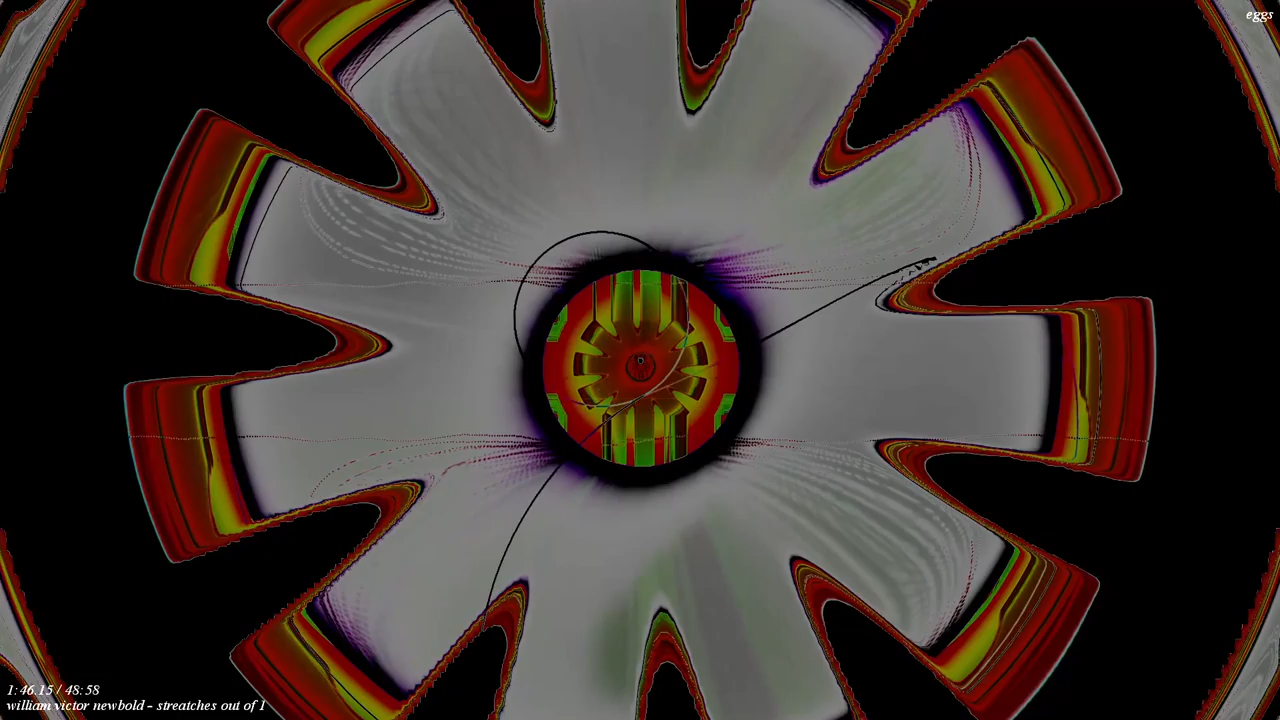 eggs
1:46.15 / 48:58
william victor newbold - streatches out of 1